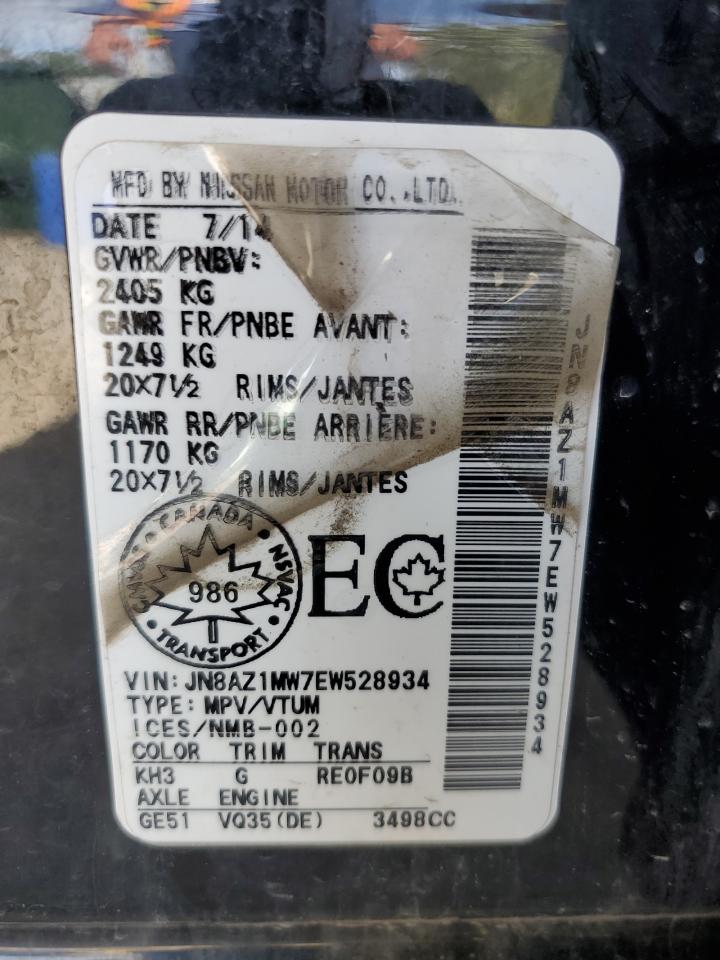 MFD BY NISSAN MOTOR CO.,LTD.
DATE 7/14
GVWR/PNBV:
2405 KG
GAWR FR/PNBE AVANT:
1249 KG
20X7½ RIMS/JANTES
GAWR RR/PNBE ARRIÈRE:
1170 KG
20X7½ RIMS/JANTES
CANADA
NSVAC
TRANSPORT
CMVSS
986
EC
VIN:JN8AZ1MW7EW528934
TYPE:MPV/VTUM
ICES/NMB-002
COLOR TRIM TRANS
KH3 G RE0F09B
AXLE ENGINE
GE51 VQ35(DE) 3498CC
JN8AZ1MW7EW528934